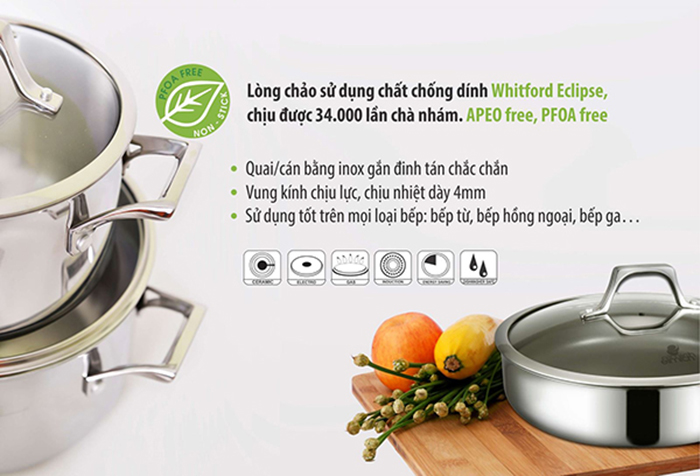 PFOA FREE
NON - STICK
Lòng chảo sử dụng chất chống dính Whitford Eclipse,
chịu được 34.000 lần chà nhám. APEO free, PFOA free
• Quai/cán bằng inox gắn đinh tán chắc chắn
• Vung kính chịu lực, chịu nhiệt dày 4mm
• Sử dụng tốt trên mọi loại bếp: bếp từ, bếp hồng ngoại, bếp ga…
CERAMIC
ELECTRO
GAS
INDUCTION
ENERGY SAVING